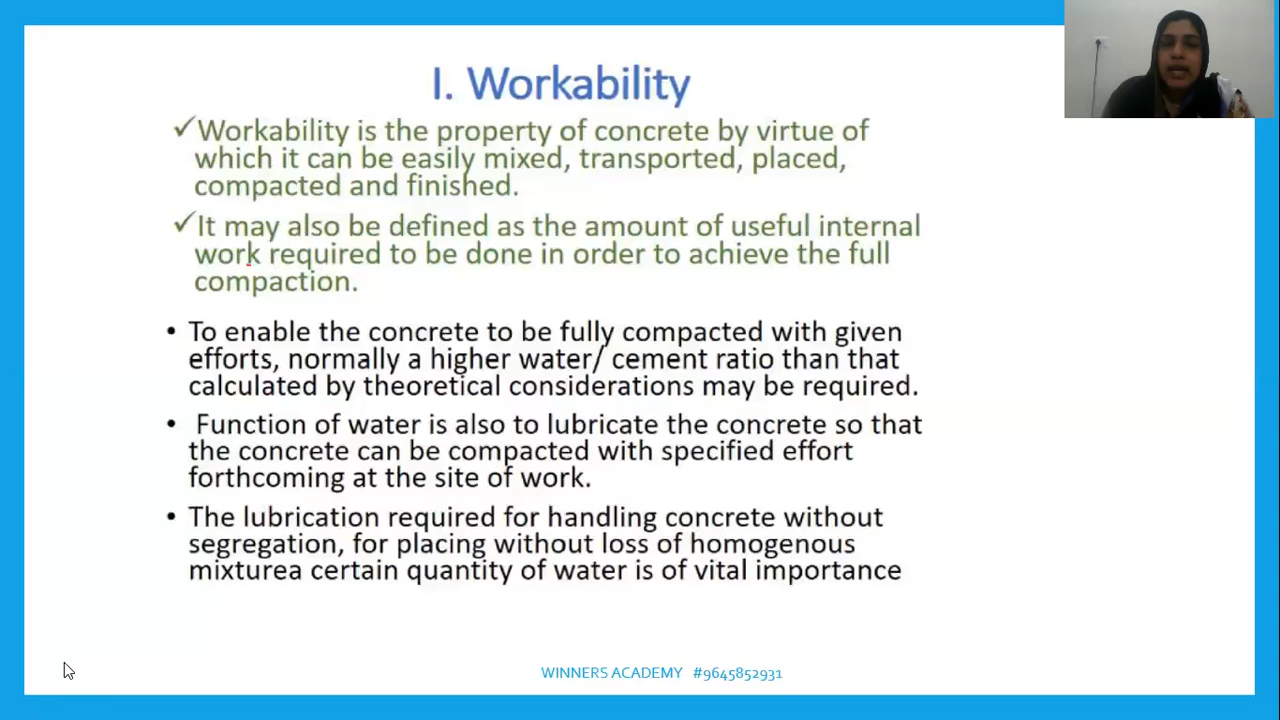 I. Workability
✓Workability is the property of concrete by virtue of
which it can be easily mixed, transported, placed,
compacted and finished.
✓It may also be defined as the amount of useful internal
work required to be done in order to achieve the full
compaction.
• To enable the concrete to be fully compacted with given
efforts, normally a higher water/ cement ratio than that
calculated by theoretical considerations may be required.
• Function of water is also to lubricate the concrete so that
the concrete can be compacted with specified effort
forthcoming at the site of work.
• The lubrication required for handling concrete without
segregation, for placing without loss of homogenous
mixturea certain quantity of water is of vital importance
WINNERS ACADEMY #9645852931